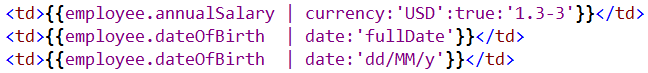 <td>{{employee.annualSalary | currency:'USD':true:'1.3-3'}}</td>
<td>{{employee.dateOfBirth  | date:'fullDate'}}</td>
<td>{{employee.dateOfBirth  | date:'dd/MM/y'}}</td>